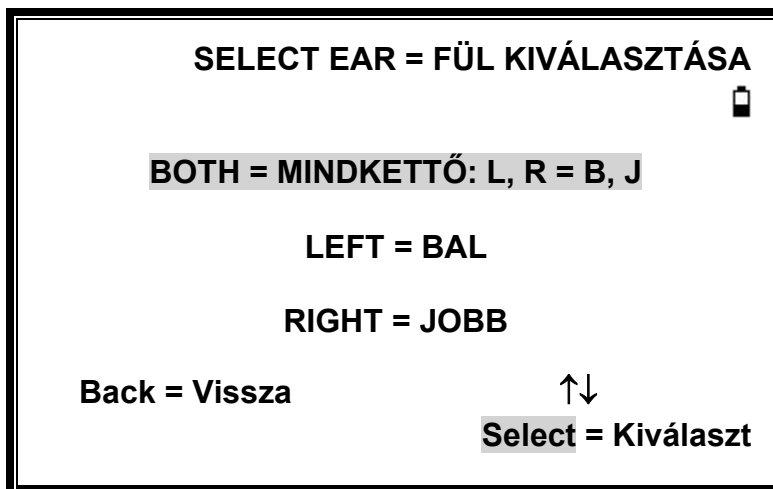 SELECT EAR = FÜL KIVÁLASZTÁSA
BOTH = MINDKETTŐ: L, R = B, J
LEFT = BAL
RIGHT = JOBB
Back = Vissza ↑↓
Select = Kiválaszt